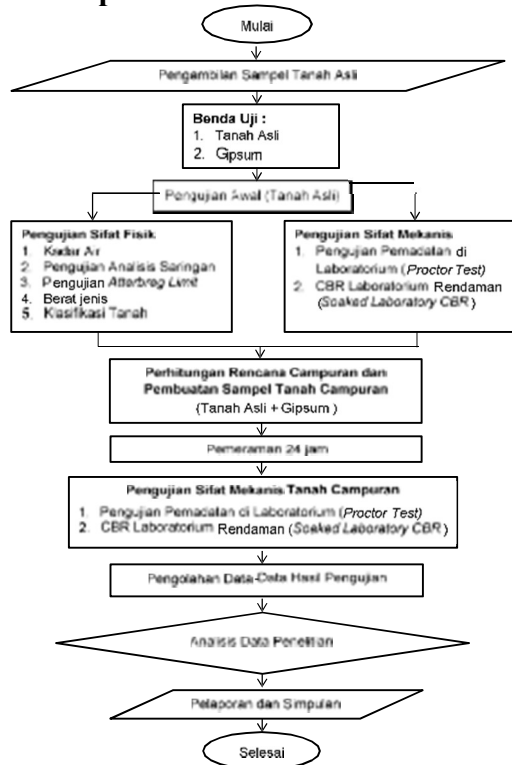 Mulai
Pengambilan Sampel Tanah Asli
Benda Uji :
1. Tanah Asli
2. Gipsum
Pengujian Awal (Tanah Asli)
Pengujian Sifat Fisik
1. Kadar Air
2. Pengujian Analisis Saringan
3. Pengujian Atterbreg Limit
4. Berat jenis
5. Klasifikasi Tanah
Pengujian Sifat Mekanis
1. Pengujian Pemadatan di
Laboratorium (Proctor Test)
2. CBR Laboratorium Rendaman
(Soaked Laboratory CBR)
Perhitungan Rencana Campuran dan
Pembuatan Sampel Tanah Campuran
(Tanah Asli + Gipsum )
Pemeraman 24 jam
Pengujian Sifat Mekanis Tanah Campuran
1. Pengujian Pemadatan di Laboratorium (Proctor Test)
2. CBR Laboratorium Rendaman (Soaked Laboratory CBR )
Pengolahan Data-Data Hasil Pengujian
Analisis Data Penelitian
Pelaporan dan Simpulan
Selesai